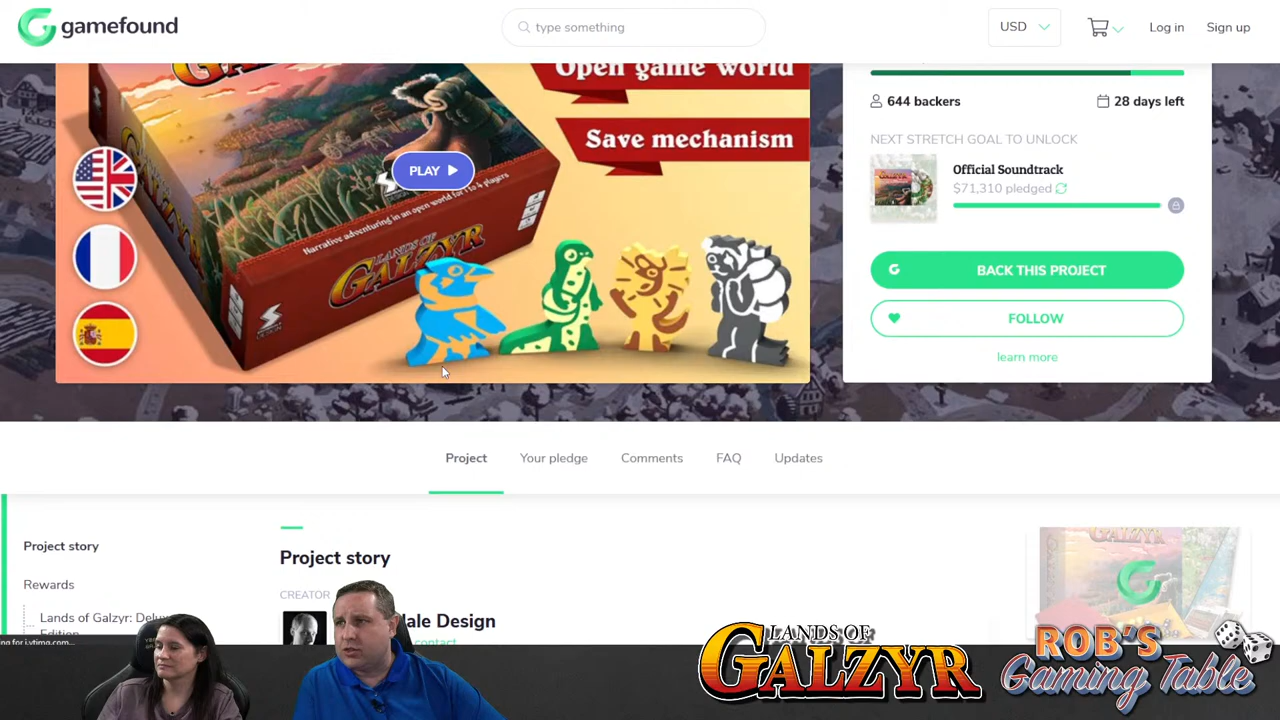 gamefound
type something
USD
Log in
Sign up
Open game world
Save mechanism
PLAY
Narrative adventuring in an open world for 1 to 4 players
LANDS OF
GALZYR
644 backers
28 days left
NEXT STRETCH GOAL TO UNLOCK
Official Soundtrack
$71,310 pledged
BACK THIS PROJECT
FOLLOW
learn more
Project
Your pledge
Comments
FAQ
Updates
Project story
Rewards
Lands of Galzyr:
Edition
Project story
CREATOR
Design
contact
LANDS OF
GALZYR
ROB'S
Gaming Table